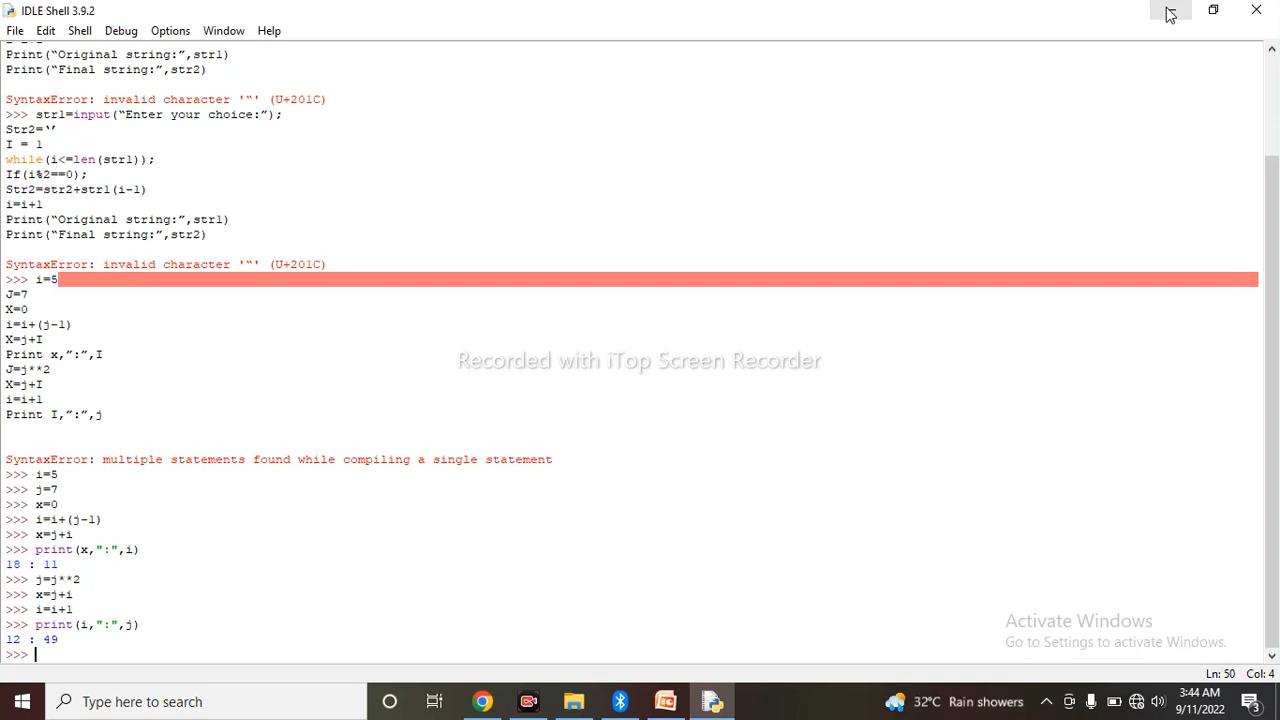 IDLE Shell 3.9.2
File Edit Shell Debug Options Window Help
Print(“Original string:”,str1)
Print(“Final string:”,str2)
SyntaxError: invalid character '“' (U+201C)
>>> str1=input(“Enter your choice:”);
Str2=‘’
I = 1
while(i<=len(str1));
If(i%2==0);
Str2=str2+str1(i-1)
i=i+1
Print(“Original string:”,str1)
Print(“Final string:”,str2)
SyntaxError: invalid character '“' (U+201C)
>>> i=5
J=7
X=0
i=i+(j-1)
X=j+I
Print x,”:”,I
J=j**2
X=j+I
i=i+1
Print I,”:”,j
SyntaxError: multiple statements found while compiling a single statement
>>> i=5
>>> j=7
>>> x=0
>>> i=i+(j-1)
>>> x=j+i
>>> print(x,":",i)
18 : 11
>>> j=j**2
>>> x=j+i
>>> i=i+1
>>> print(i,":",j)
12 : 49
>>>
Recorded with iTop Screen Recorder
Activate Windows
Go to Settings to activate Windows.
Ln: 50 Col: 4
Type here to search
32°C Rain showers
3:44 AM
9/11/2022
3